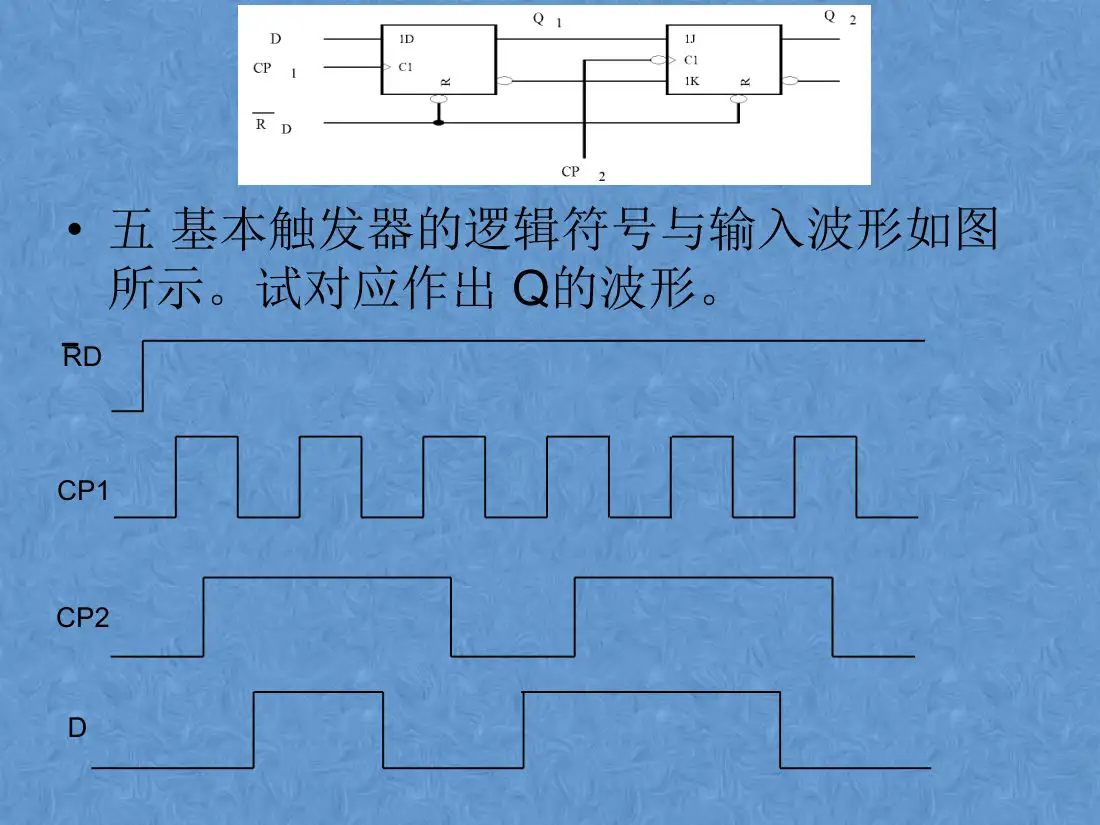 D 1D Q 1 1J Q 2
CP 1 C1 R C1
1K R
R D
CP 2
• 五 基本触发器的逻辑符号与输入波形如图
所示。试对应作出 Q的波形。
R̅D
CP1
CP2
D